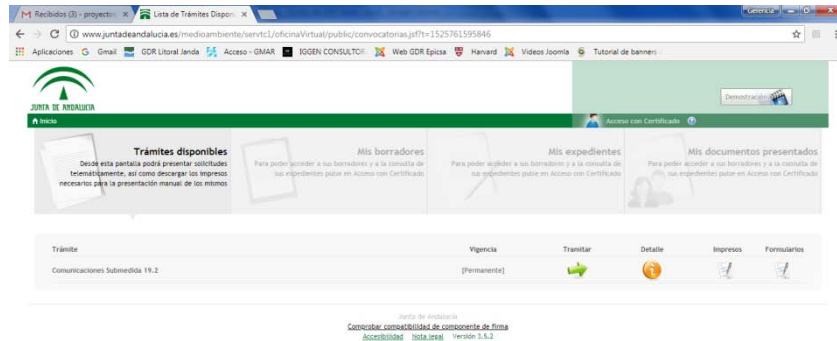 Recibidos (3) - proyecto
Lista de Trámites Dispon
Gerencia
www.juntadeandalucia.es/medioambiente/servtc1/oficinaVirtual/public/convocatorias.jsf?t=1525761595846
Aplicaciones
Gmail
GDR Litoral Janda
Acceso - GMAR
IGGEN CONSULTOR
Web GDR Epicsa
Harvard
Videos Joomla
Tutorial de banners
JUNTA DE ANDALUCIA
Demostración
Inicio
Acceso con Certificado
Trámites disponibles
Desde esta pantalla podrá presentar solicitudes
telemáticamente, así como descargar los impresos
necesarios para la presentación manual de los mismos
Mis borradores
Para poder acceder a sus borradores y a la consulta de
sus expedientes pulse en Acceso con Certificado
Mis expedientes
Para poder acceder a sus borradores y a la consulta de
sus expedientes pulse en Acceso con Certificado
Mis documentos presentados
Para poder acceder a sus borradores y a la consulta de
sus expedientes pulse en Acceso con Certificado
Trámite Vigencia Tramitar Detalle Impresos Formularios
Comunicaciones Submedida 19.2 [Permanente]
Junta de Andalucía
Comprobar compatibilidad de componente de firma
Accesibilidad Nota legal Versión 3.5.2